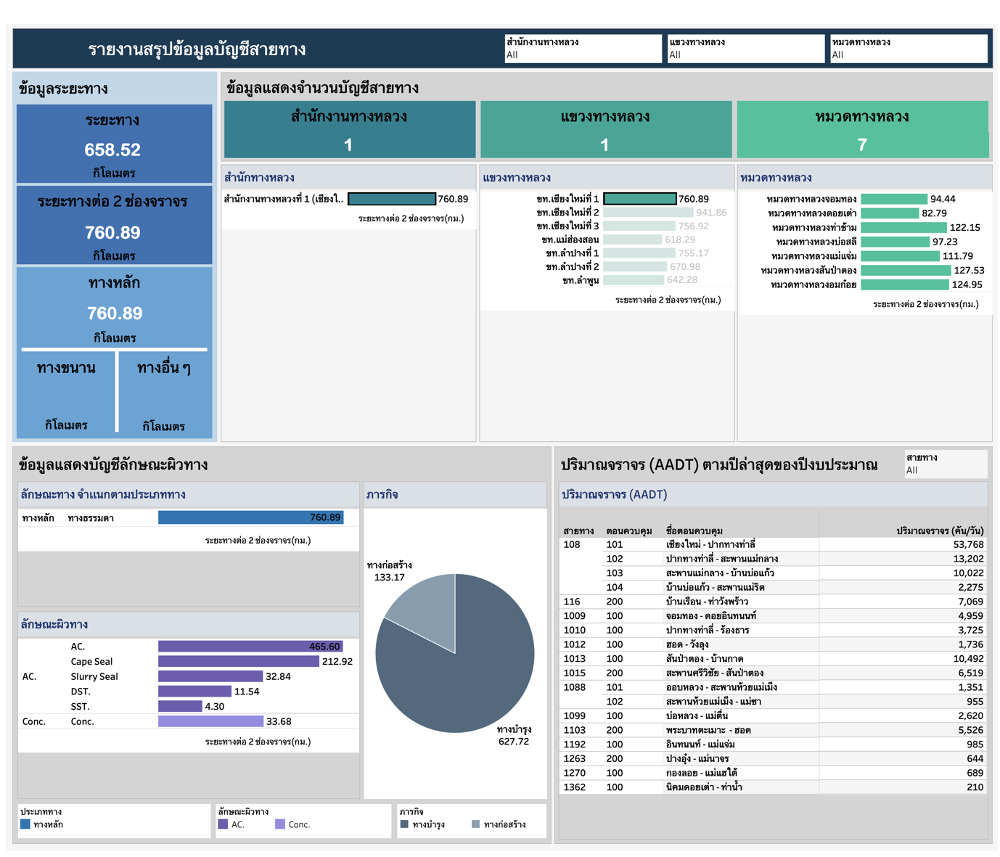 รายงานสรุปข้อมูลบัญชีสายทาง
สำนักงานทางหลวง
All
แขวงทางหลวง
All
หมวดทางหลวง
All
ข้อมูลระยะทาง
ระยะทาง
658.52
กิโลเมตร
ระยะทางต่อ 2 ช่องจราจร
760.89
กิโลเมตร
ทางหลัก
760.89
กิโลเมตร
ทางขนาน
กิโลเมตร
ทางอื่น ๆ
กิโลเมตร
ข้อมูลแสดงจำนวนบัญชีสายทาง
สำนักงานทางหลวง
1
แขวงทางหลวง
1
หมวดทางหลวง
7
สำนักทางหลวง
สำนักงานทางหลวงที่ 1 (เชียงใ.. 760.89
ระยะทางต่อ 2 ช่องจราจร(กม.)
แขวงทางหลวง
ขท.เชียงใหม่ที่ 1 760.89
ขท.เชียงใหม่ที่ 2 941.86
ขท.เชียงใหม่ที่ 3 756.92
ขท.แม่ฮ่องสอน 618.29
ขท.ลำปางที่ 1 755.17
ขท.ลำปางที่ 2 670.98
ขท.ลำพูน 642.28
ระยะทางต่อ 2 ช่องจราจร(กม.)
หมวดทางหลวง
หมวดทางหลวงจอมทอง 94.44
หมวดทางหลวงดอยเต่า 82.79
หมวดทางหลวงท่าข้าม 122.15
หมวดทางหลวงบ่อสลี 97.23
หมวดทางหลวงแม่แจ่ม 111.79
หมวดทางหลวงสันป่าตอง 127.53
หมวดทางหลวงอมก๋อย 124.95
ระยะทางต่อ 2 ช่องจราจร(กม.)
ข้อมูลแสดงบัญชีลักษณะผิวทาง
ลักษณะทาง จำแนกตามประเภททาง
ทางหลัก ทางธรรมดา 760.89
ระยะทางต่อ 2 ช่องจราจร(กม.)
ลักษณะผิวทาง
AC. 465.60
Cape Seal 212.92
AC. Slurry Seal 32.84
DST. 11.54
SST. 4.30
Conc. Conc. 33.68
ระยะทางต่อ 2 ช่องจราจร(กม.)
ภารกิจ
ทางก่อสร้าง
133.17
ทางบำรุง
627.72
ประเภททาง
ทางหลัก
ลักษณะผิวทาง
AC. Conc.
ภารกิจ
ทางบำรุง ทางก่อสร้าง
ปริมาณจราจร (AADT) ตามปีล่าสุดของปีงบประมาณ
สายทาง
All
ปริมาณจราจร (AADT)
สายทาง ตอนควบคุม ชื่อตอนควบคุม ปริมาณจราจร (คัน/วัน)
108 101 เชียงใหม่ - ปากทางท่าลี่ 53,768
102 ปากทางท่าลี่ - สะพานแม่กลาง 13,202
103 สะพานแม่กลาง - บ้านบ่อแก้ว 10,022
104 บ้านบ่อแก้ว - สะพานแม่ริด 2,275
116 200 บ้านเรือน - ท่าวังพร้าว 7,069
1009 100 จอมทอง - ดอยอินทนนท์ 4,959
1010 100 ปากทางท่าลี่ - ร้องธาร 3,725
1012 100 ฮอด - วังลุง 1,736
1013 100 สันป่าตอง - บ้านกาด 10,492
1015 200 สะพานศรีวิชัย - สันป่าตอง 6,519
1088 101 ออบหลวง - สะพานห้วยแม่เม็ง 1,351
102 สะพานห้วยแม่เม็ง - แม่ซา 955
1099 100 บ่อหลวง - แม่ตื่น 2,620
1103 200 พระบาทตะเมาะ - ฮอด 5,526
1192 100 อินทนนท์ - แม่แจ่ม 985
1263 200 ปางอุ๋ง - แม่นาจร 644
1270 100 กองลอย - แม่แฮใต้ 689
1362 100 นิคมดอยเต่า - ท่าน้ำ 210